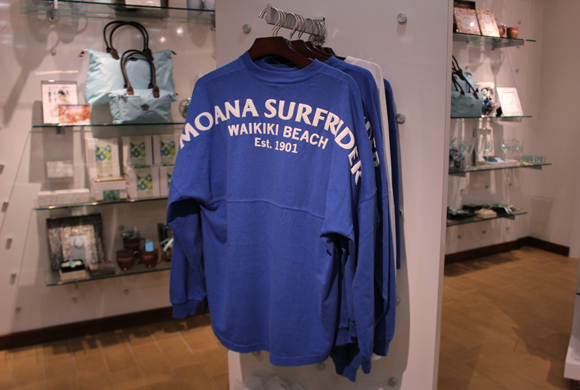 MOANA SURFRIDER
WAIKIKI BEACH
Est. 1901